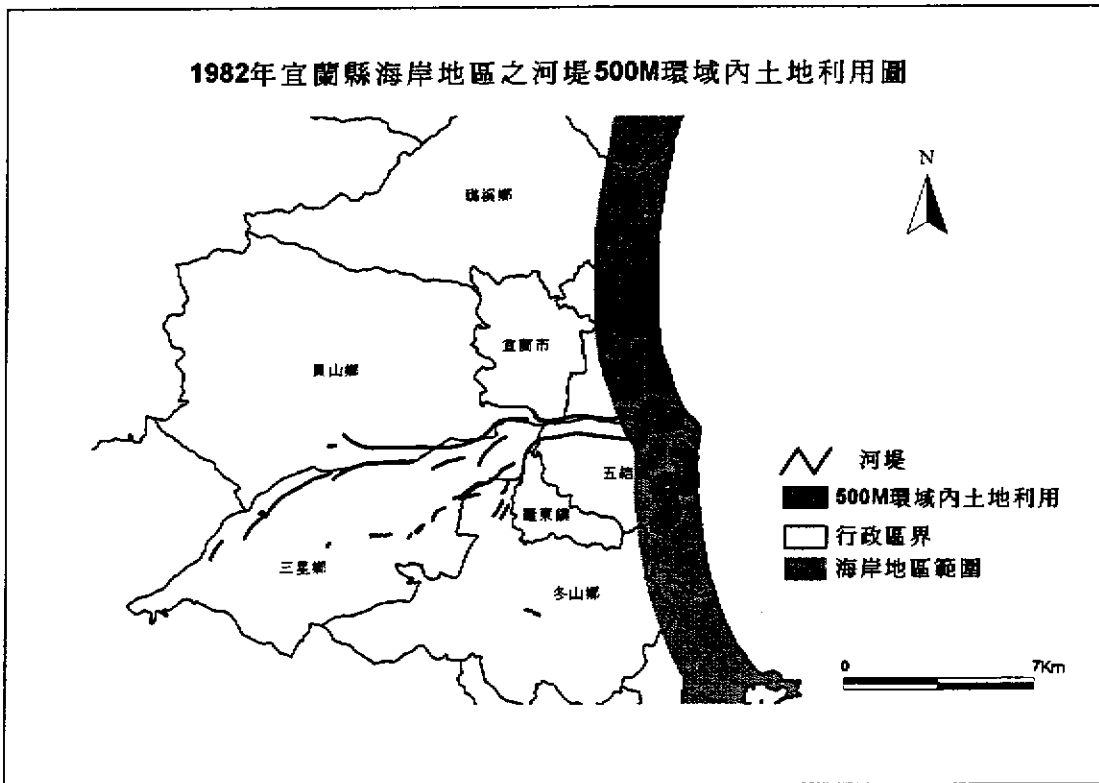 1982年宜蘭縣海岸地區之河堤500M環域內土地利用圖
N
礁溪鄉
宜蘭市
員山鄉
五結
羅東鎮
三星鄉
冬山鄉
河堤
500M環域內土地利用
行政區界
海岸地區範圍
0 7Km